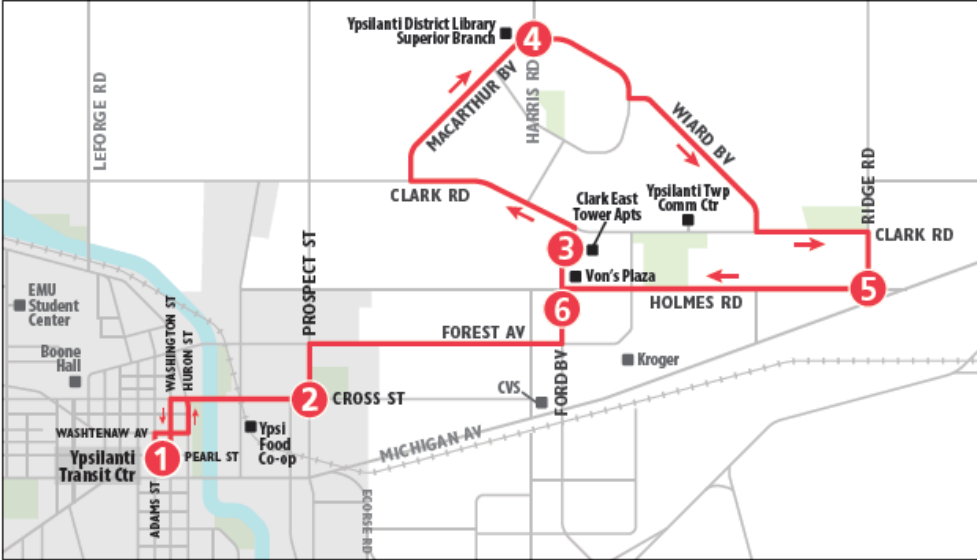 Ypsilanti District Library
Superior Branch
4
LEFORGE RD
MACARTHUR BV
HARRIS RD
WIARD BV
RIDGE RD
CLARK RD
Clark East
Tower Apts
Ypsilanti Twp
Comm Ctr
CLARK RD
3
Von's Plaza
5
HOLMES RD
6
EMU
Student
Center
PROSPECT ST
WASHINGTON ST
HURON ST
FOREST AV
Boone
Hall
Kroger
FORD BV
CVS
2
CROSS ST
WASHTENAW AV
Ypsi
Food
Co-op
MICHIGAN AV
Ypsilanti
Transit Ctr
1
PEARL ST
ADAMS ST
ECORSE RD